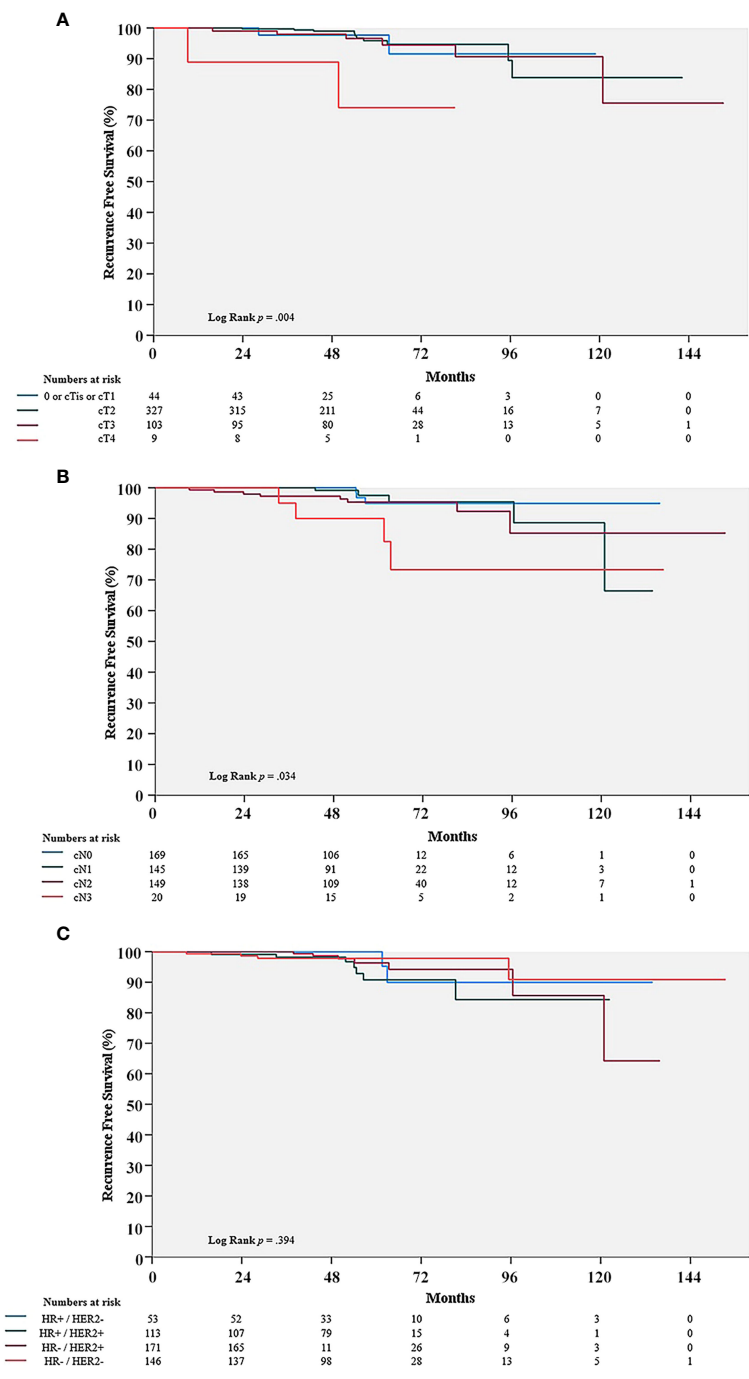 A
100
90
80
70
60
50
40
30
20
10
0
Recurrence Free Survival (%)
Log Rank p = .004
0 24 48 72 96 120 144
Months
Numbers at risk
0 or cTis or cT1 44 43 25 6 3 0 0
cT2 327 315 211 44 16 7 0
cT3 103 95 80 28 13 5 1
cT4 9 8 5 1 0 0 0
B
100
90
80
70
60
50
40
30
20
10
0
Recurrence Free Survival (%)
Log Rank p = .034
0 24 48 72 96 120 144
Months
Numbers at risk
cN0 169 165 106 12 6 1 0
cN1 145 139 91 22 12 3 0
cN2 149 138 109 40 12 7 1
cN3 20 19 15 5 2 1 0
C
100
90
80
70
60
50
40
30
20
10
0
Recurrence Free Survival (%)
Log Rank p = .394
0 24 48 72 96 120 144
Months
Numbers at risk
HR+ / HER2- 53 52 33 10 6 3 0
HR+ / HER2+ 113 107 79 15 4 1 0
HR- / HER2+ 171 165 11 26 9 3 0
HR- / HER2- 146 137 98 28 13 5 1